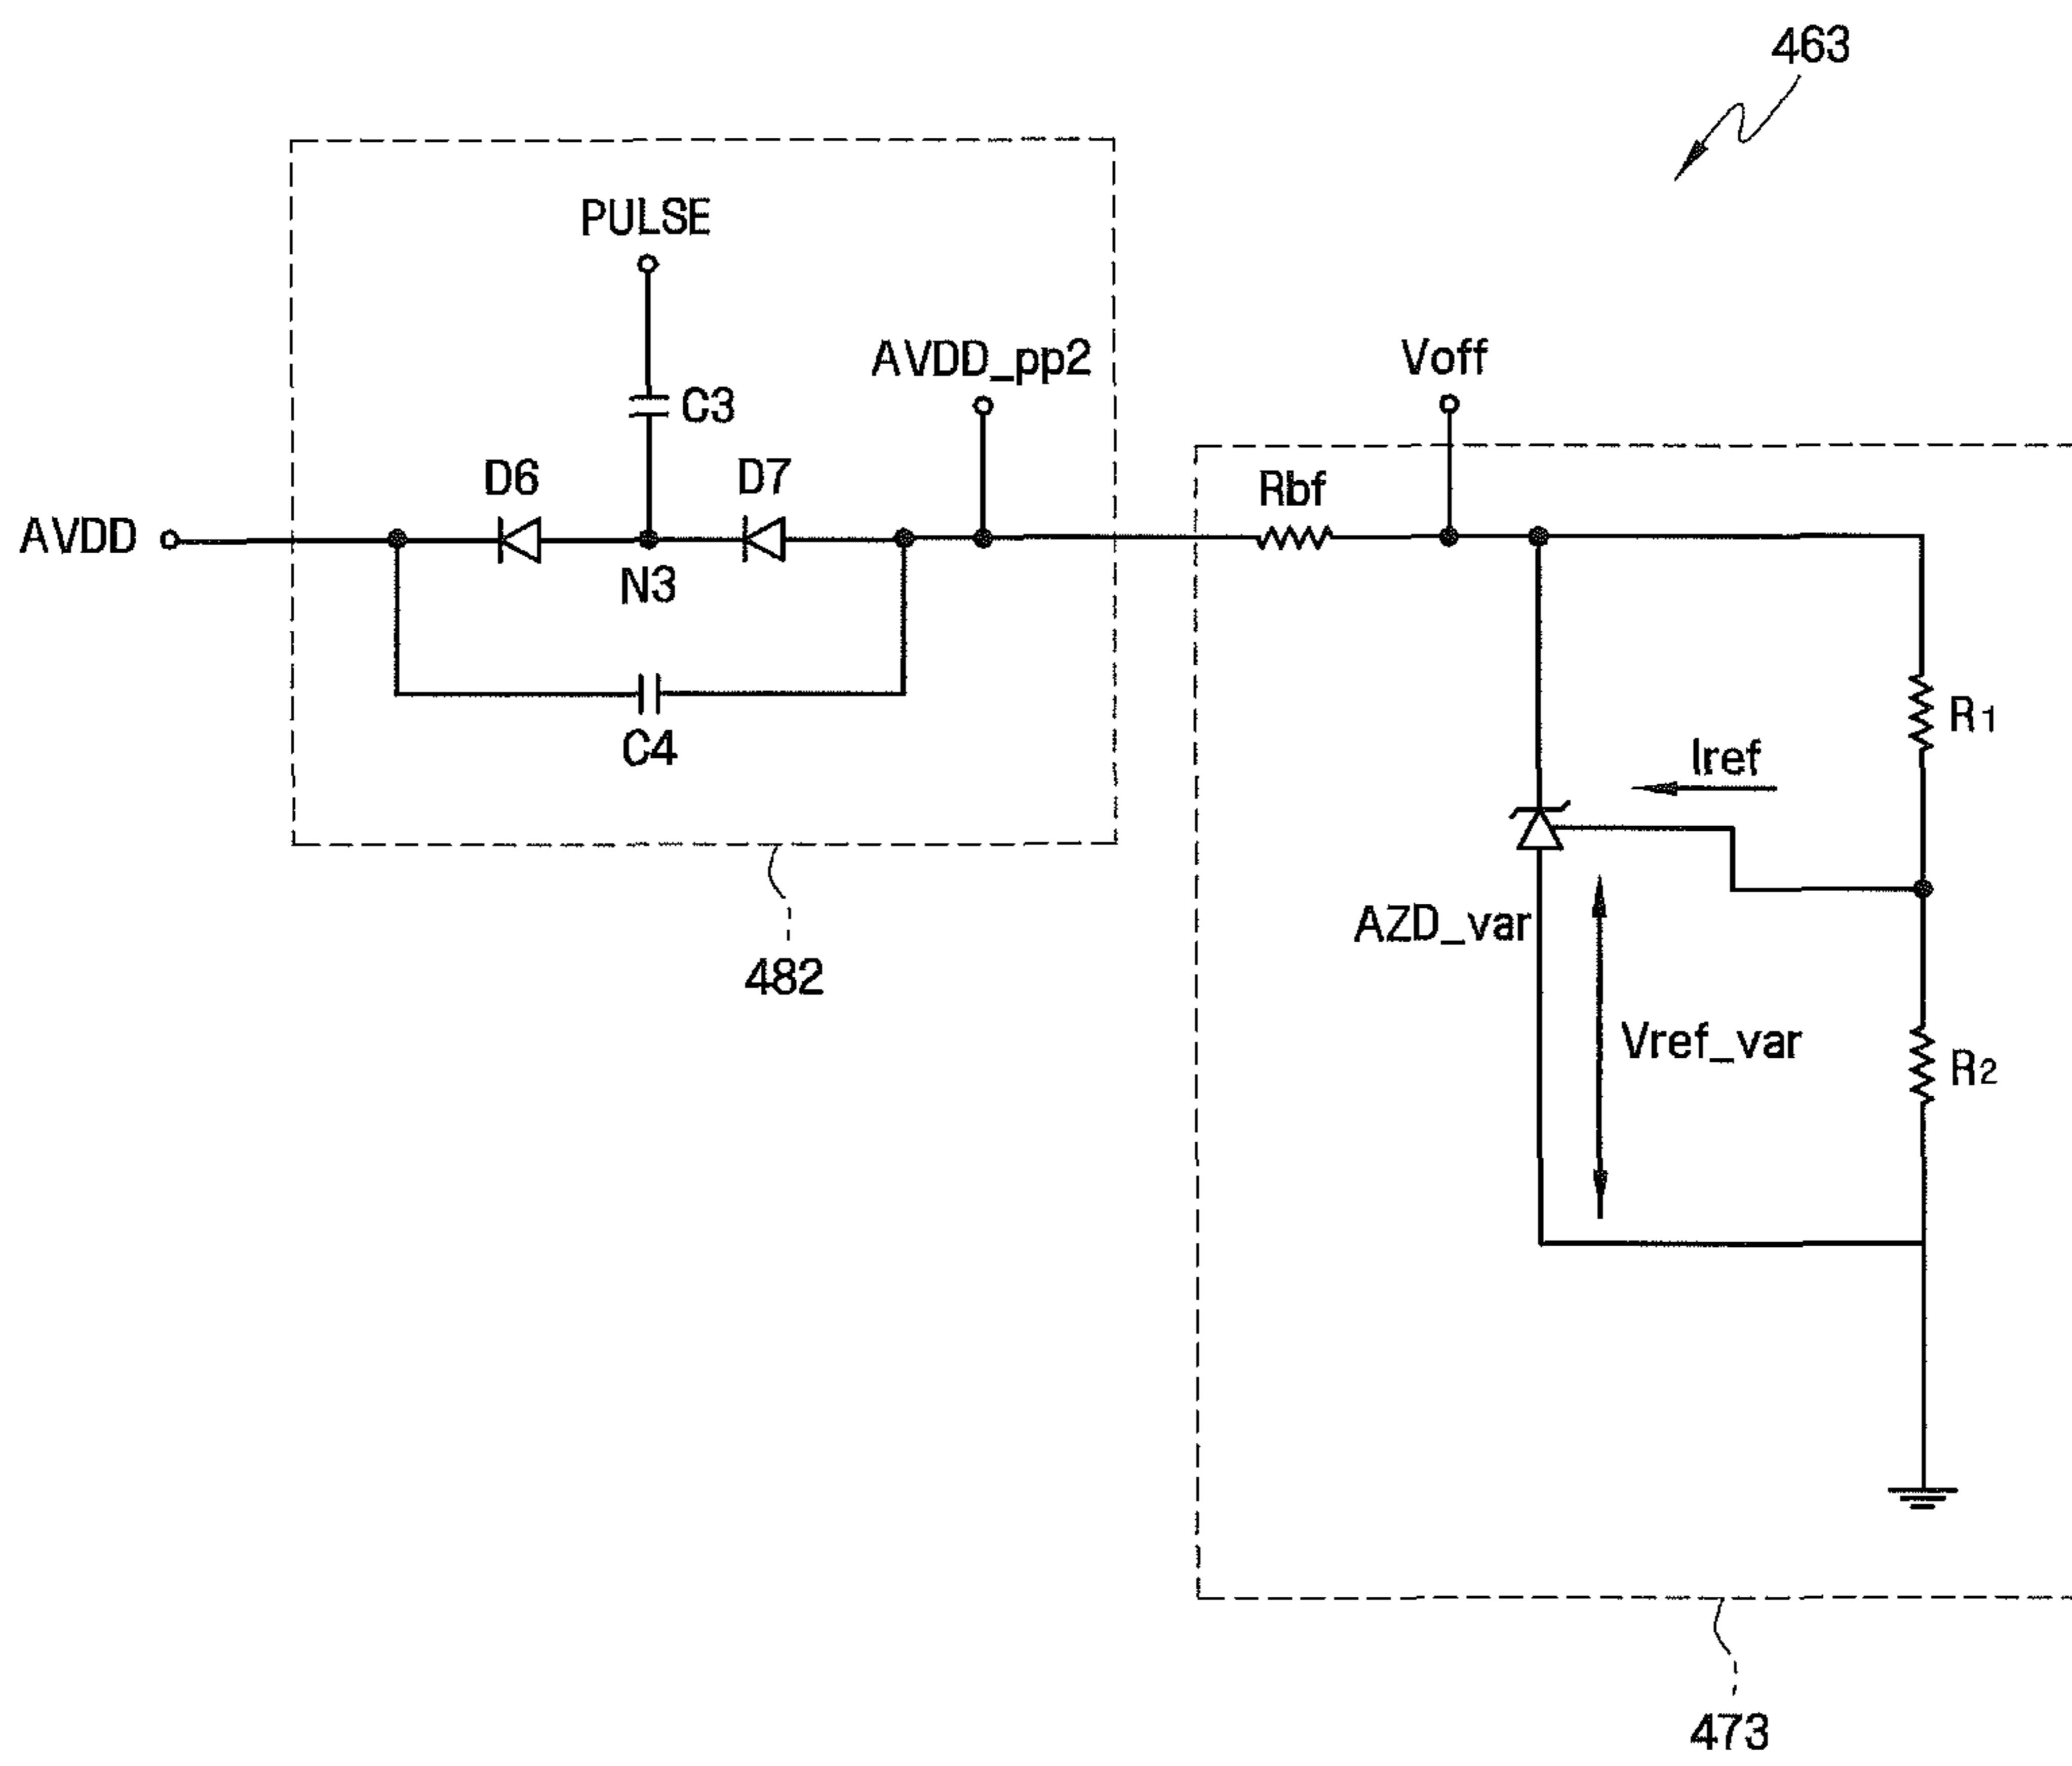 463
PULSE
AVDD_pp2
Voff
C3
D6
D7
Rbf
AVDD
N3
C4
R1
Iref
482
AZD_var
Vref_var
R2
473